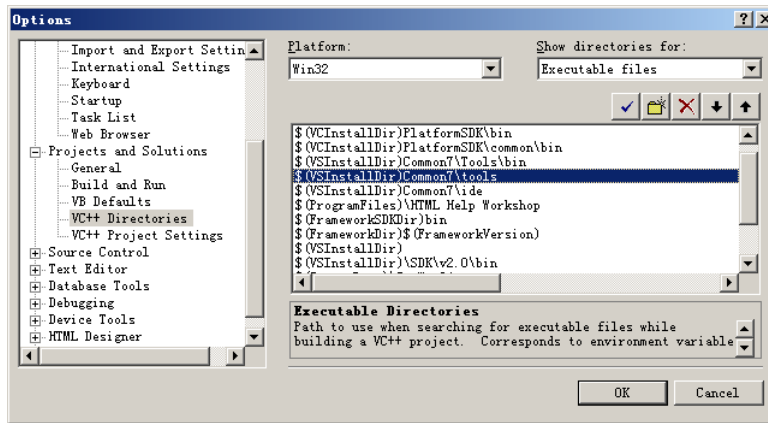 Options
Import and Export Settin
International Settings
Keyboard
Startup
Task List
Web Browser
Projects and Solutions
General
Build and Run
VB Defaults
VC++ Directories
VC++ Project Settings
Source Control
Text Editor
Database Tools
Debugging
Device Tools
HTML Designer
Platform:
Win32
Show directories for:
Executable files
$(VCInstallDir)PlatformSDK\bin
$(VCInstallDir)PlatformSDK\common\bin
$(VSInstallDir)Common7\Tools\bin
$(VSInstallDir)Common7\tools
$(VSInstallDir)Common7\ide
$(ProgramFiles)\HTML Help Workshop
$(FrameworkSDKDir)bin
$(FrameworkDir)$(FrameworkVersion)
$(VSInstallDir)
$(VSInstallDir)\SDK\v2.0\bin
Executable Directories
Path to use when searching for executable files while
building a VC++ project. Corresponds to environment variable
OK
Cancel